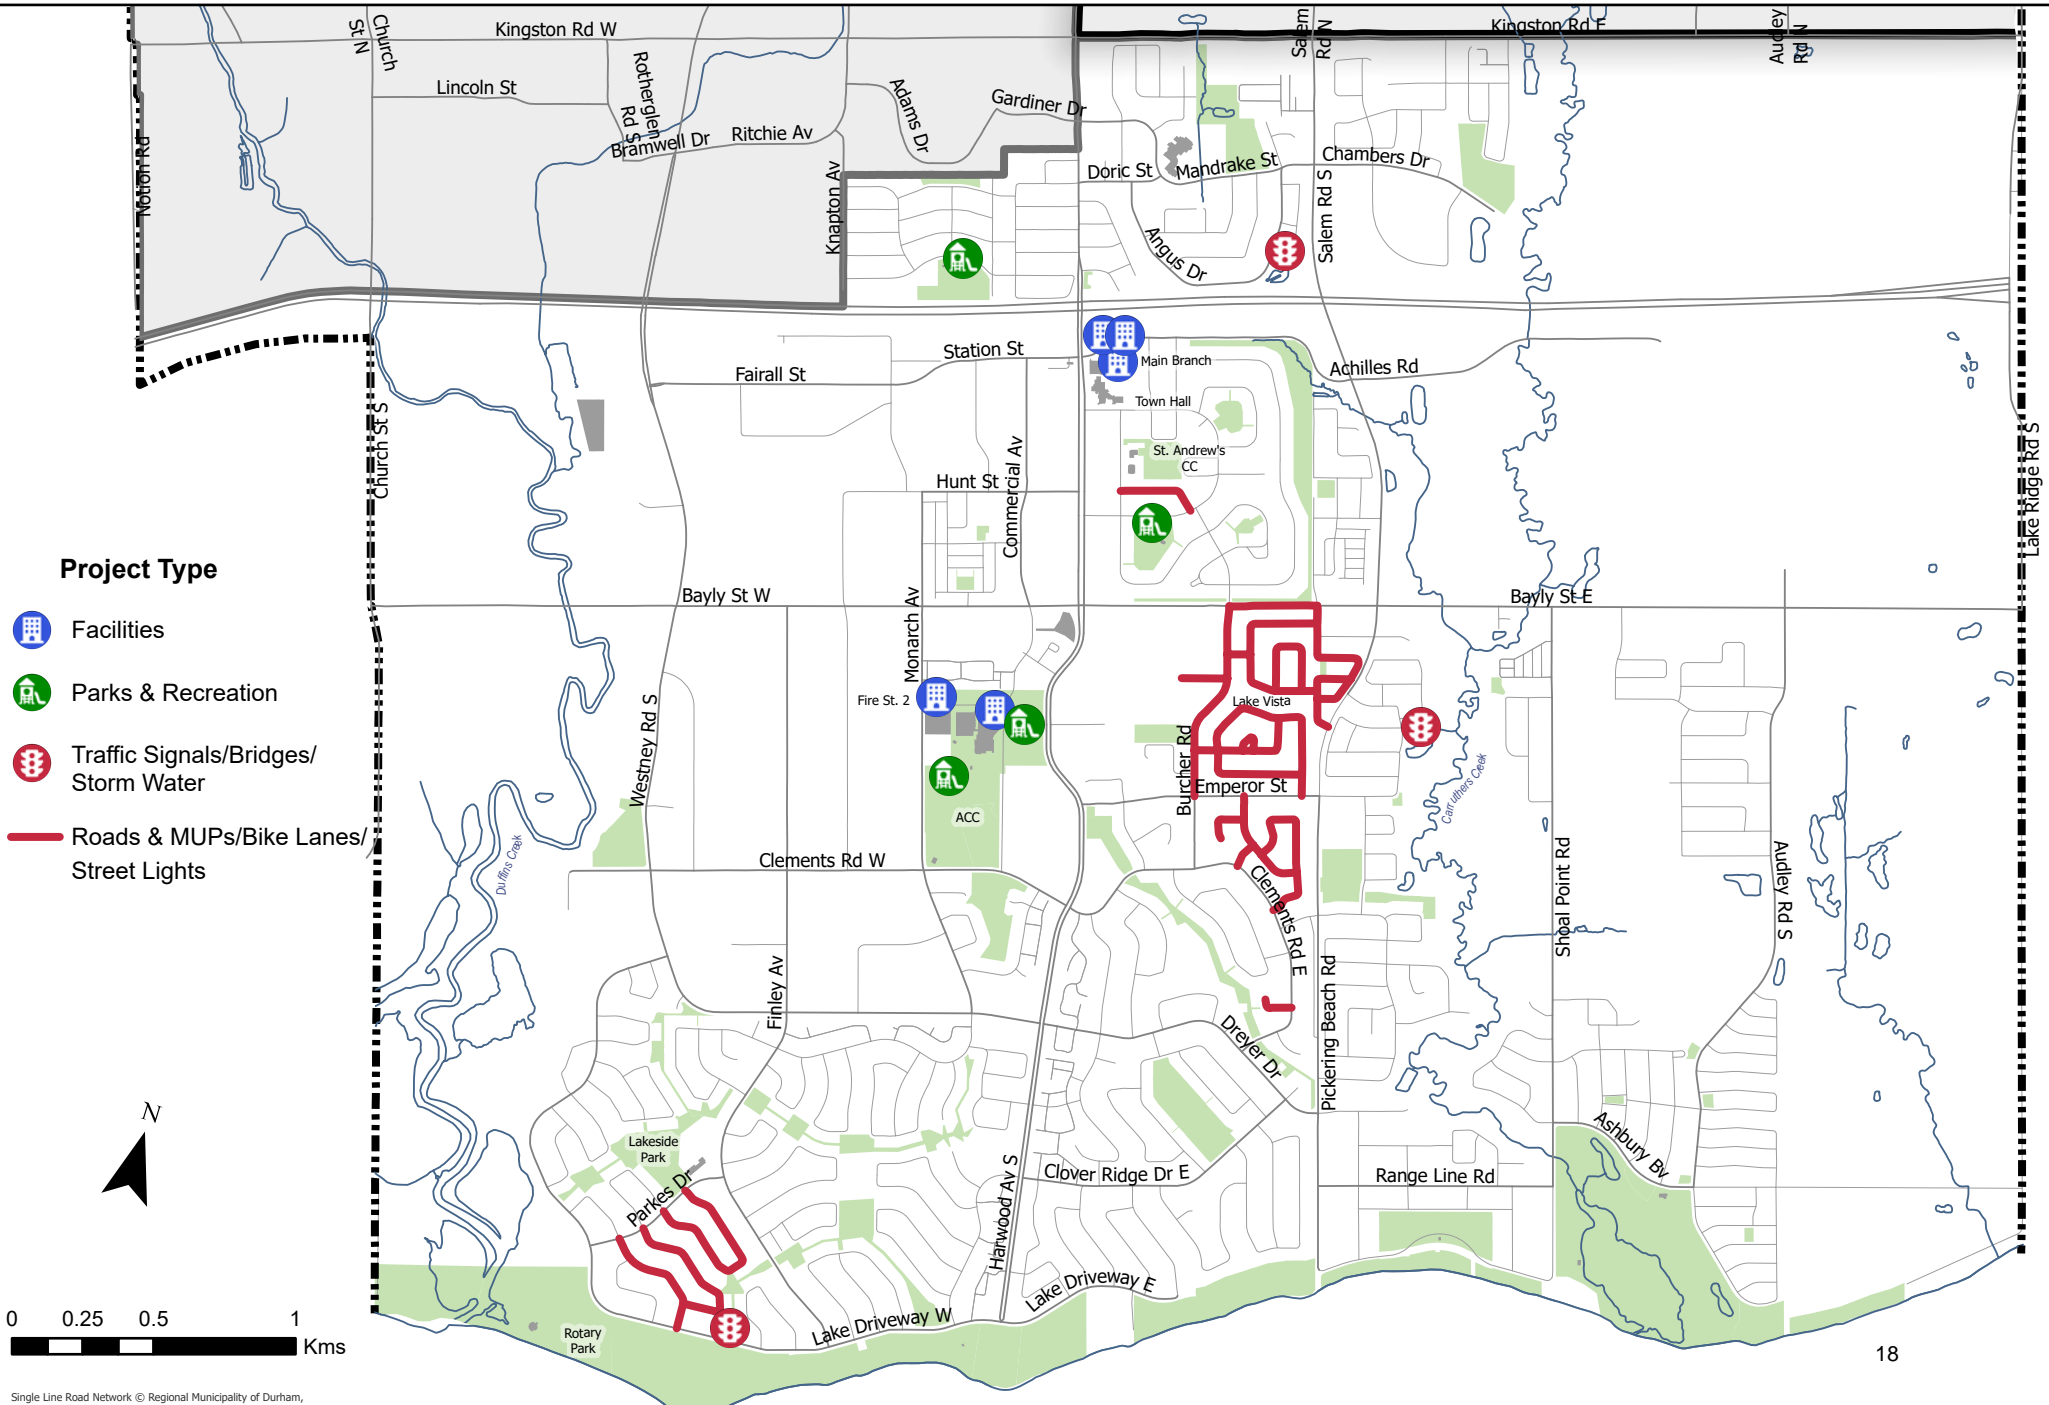 Kingston Rd W
Church
St N
Lincoln St
Rotherglen
Rd S
Bramwell Dr
Ritchie Av
Adams Dr
Gardiner Dr
Notion Rd
Knapton Av
Salem
Rd N
Kingston Rd E
Audley
Rd N
Doric St
Mandrake St
Chambers Dr
Salem Rd S
Angus Dr
Station St
Fairall St
Main Branch
Town Hall
Achilles Rd
St. Andrew's
CC
Church St S
Commercial Av
Hunt St
Lake Ridge Rd S
Project Type
Facilities
Parks & Recreation
Traffic Signals/Bridges/
Storm Water
Roads & MUPs/Bike Lanes/
Street Lights
Bayly St W
Bayly St E
Monarch Av
Fire St. 2
Westney Rd S
Lake Vista
Burcher Rd
Emperor St
Carruthers Creek
Duffins Creek
ACC
Clements Rd W
Clements Rd E
Shoal Point Rd
Audley Rd S
Finley Av
Dreyer Dr
Pickering Beach Rd
N
Lakeside
Park
Parkes Dr
Harwood Av S
Clover Ridge Dr E
Range Line Rd
Ashbury Bv
Lake Driveway W
Lake Driveway E
Rotary
Park
0 0.25 0.5 1
Kms
18
Single Line Road Network © Regional Municipality of Durham,